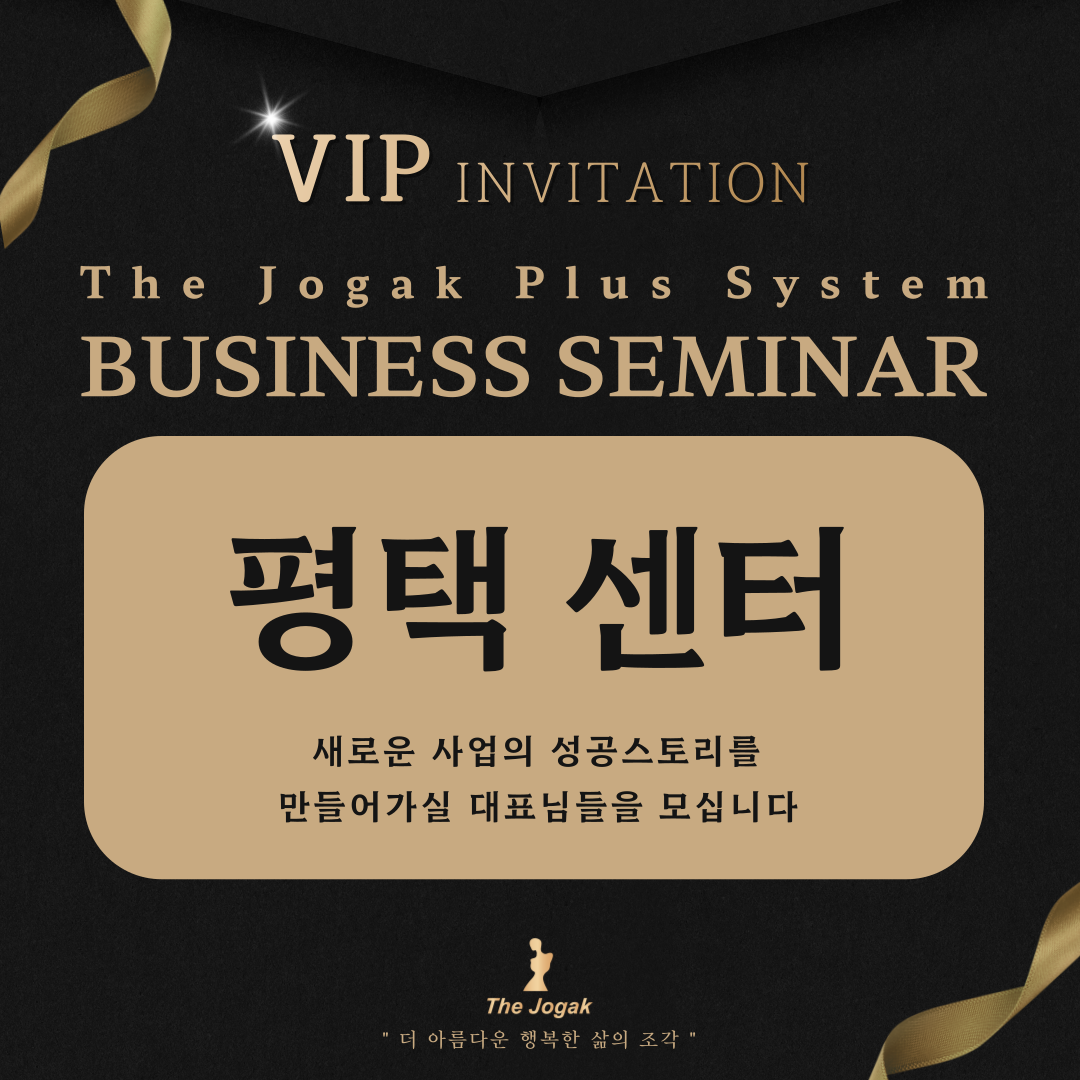 VIP INVITATION
The Jogak Plus System
BUSINESS SEMINAR
평택 센터
새로운 사업의 성공스토리를
만들어가실 대표님들을 모십니다
The Jogak
" 더 아름다운 행복한 삶의 조각 "